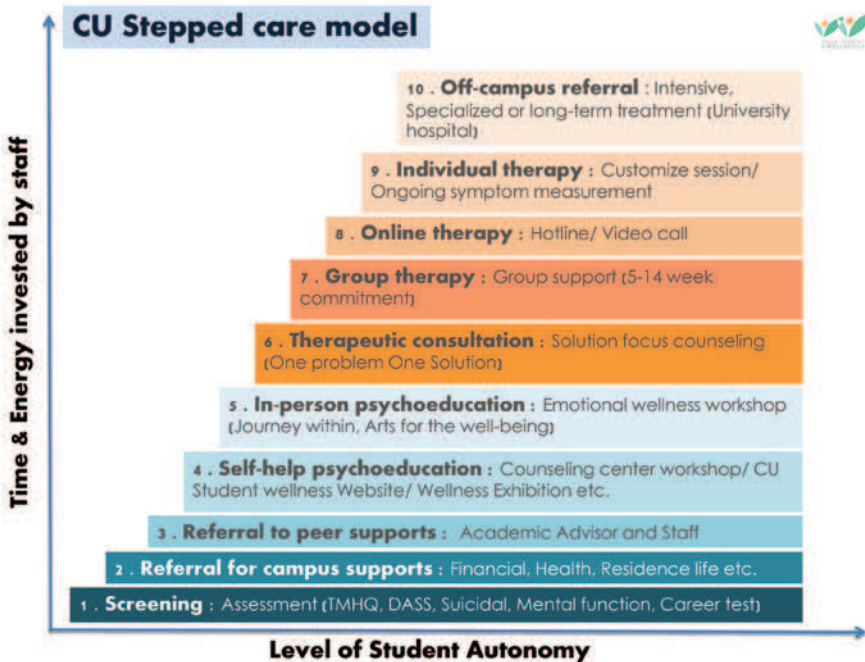 CU Stepped care model
10 . Off-campus referral : Intensive,
Specialized or long-term treatment (University
hospital)
9 . Individual therapy : Customize session/
Ongoing symptom measurement
8 . Online therapy : Hotline/ Video call
7 . Group therapy : Group support (5-14 week
commitment)
6 . Therapeutic consultation : Solution focus counseling
(One problem One Solution)
5 . In-person psychoeducation : Emotional wellness workshop
(Journey within, Arts for the well-being)
4 . Self-help psychoeducation : Counseling center workshop/ CU
Student wellness Website/ Wellness Exhibition etc.
3 . Referral to peer supports : Academic Advisor and Staff
2 . Referral for campus supports : Financial, Health, Residence life etc.
1 . Screening : Assessment (TMHQ, DASS, Suicidal, Mental function, Career test)
Time & Energy invested by staff
Level of Student Autonomy